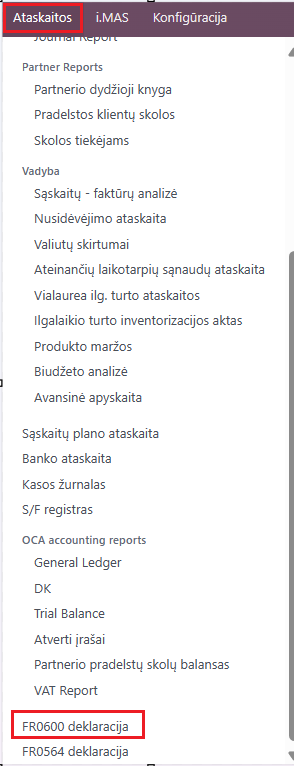 Ataskaitos i.MAS Konfigūracija
Journal Report
Partner Reports
Partnerio dydžioji knyga
Pradelstos klientų skolos
Skolos tiekėjams
Vadyba
Sąskaitų - faktūrų analizė
Nusidėvėjimo ataskaita
Valiutų skirtumai
Ateinančių laikotarpių sąnaudų ataskaita
Vialaurea ilg. turto ataskaitos
Ilgalaikio turto inventorizacijos aktas
Produkto maržos
Biudžeto analizė
Avansinė apyskaita
Sąskaitų plano ataskaita
Banko ataskaita
Kasos žurnalas
S/F registras
OCA accounting reports
General Ledger
DK
Trial Balance
Atverti įrašai
Partnerio pradelstų skolų balansas
VAT Report
FR0600 deklaracija
FR0564 deklaracija